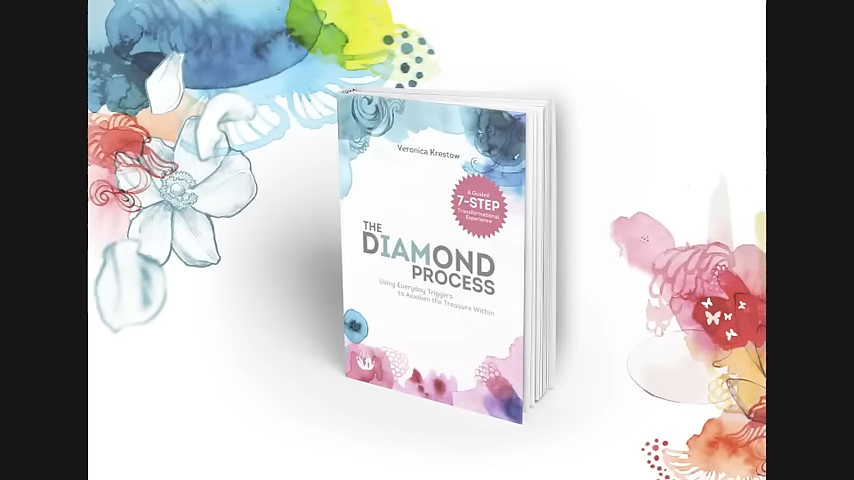 Veronica Krestow
A Guided
7-STEP
Transformational
Experience
THE
DIAMOND
PROCESS
Using Everyday Triggers
to Awaken the Treasure Within